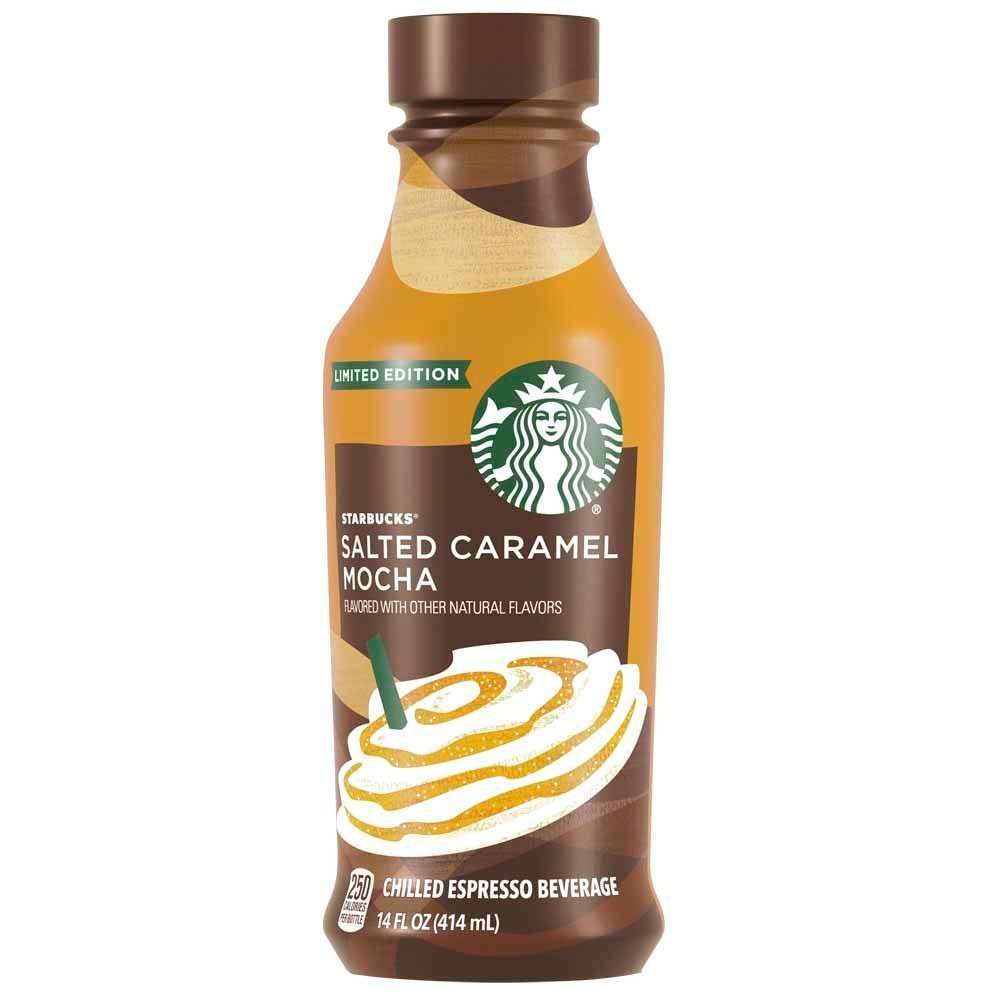 LIMITED EDITION
®
STARBUCKS®
SALTED CARAMEL
MOCHA
FLAVORED WITH OTHER NATURAL FLAVORS
250
CALORIES
PER BOTTLE
CHILLED ESPRESSO BEVERAGE
14 FL OZ (414 mL)